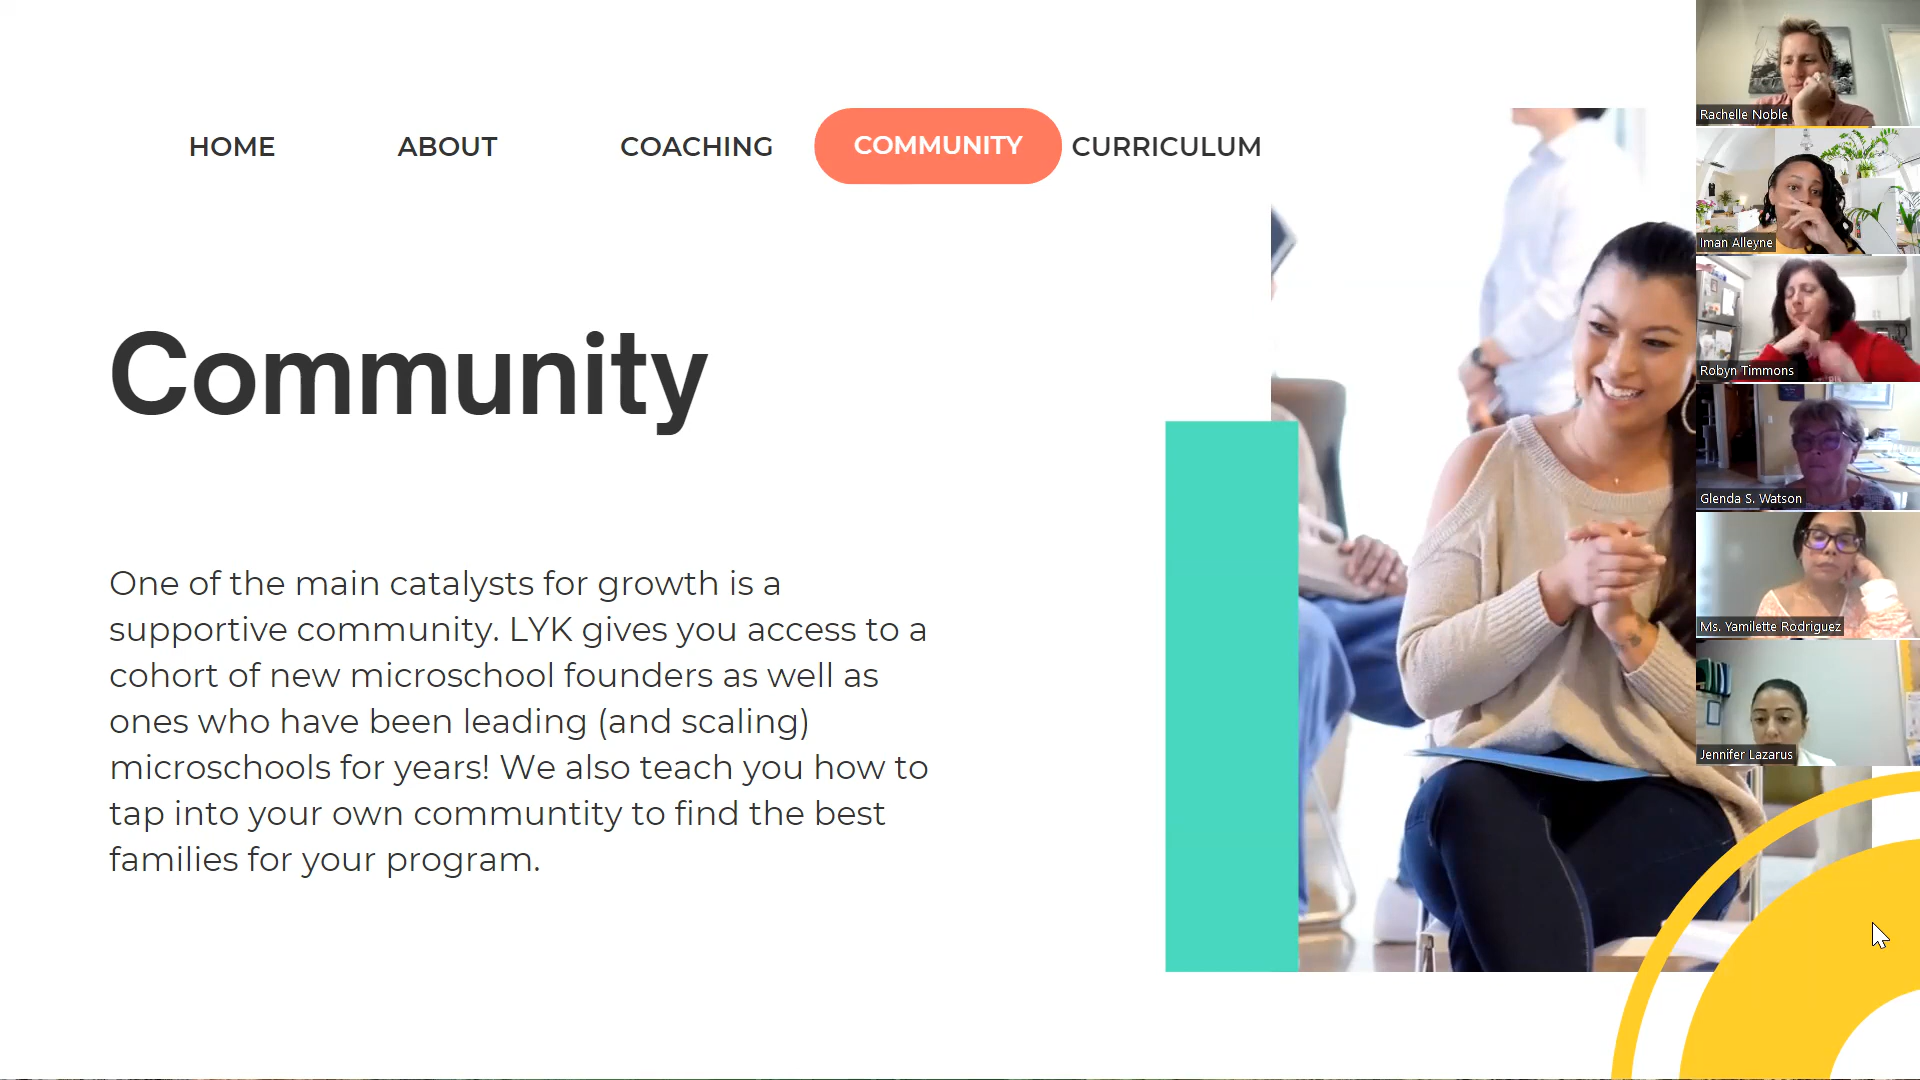 HOME ABOUT COACHING COMMUNITY CURRICULUM
Community
One of the main catalysts for growth is a
supportive community. LYK gives you access to a
cohort of new microschool founders as well as
ones who have been leading (and scaling)
microschools for years! We also teach you how to
tap into your own communtity to find the best
families for your program.
Rachelle Noble
Iman Alleyne
Robyn Timmons
Glenda S. Watson
Ms. Yamilette Rodriguez
Jennifer Lazarus